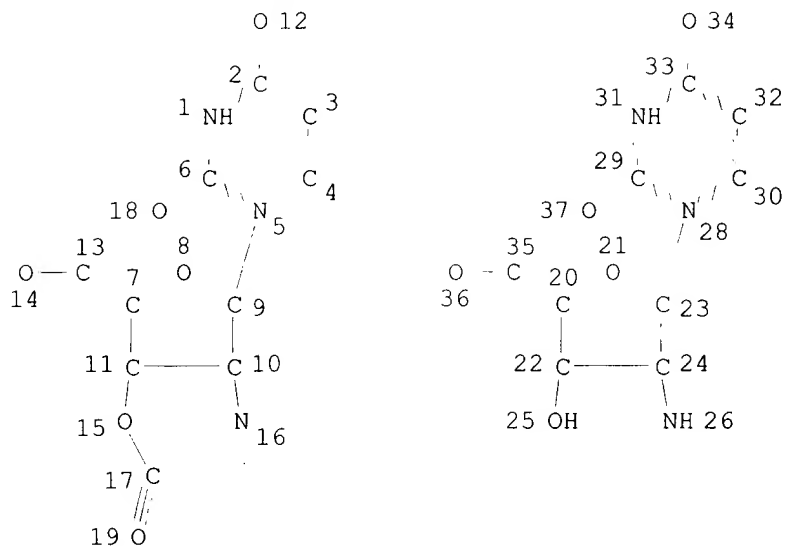 O 12 O 34
2 C 33 C
1 NH 3 C 31 NH 32 C
6 C C 4 29 C C 30
18 O N 5 37 O N 28
13 8 35 21
O C 7 O O C 20 O
14 C C 9 36 C C 23
11 C C 10 22 C C 24
15 O N 16 25 OH NH 26
17 C
19 O